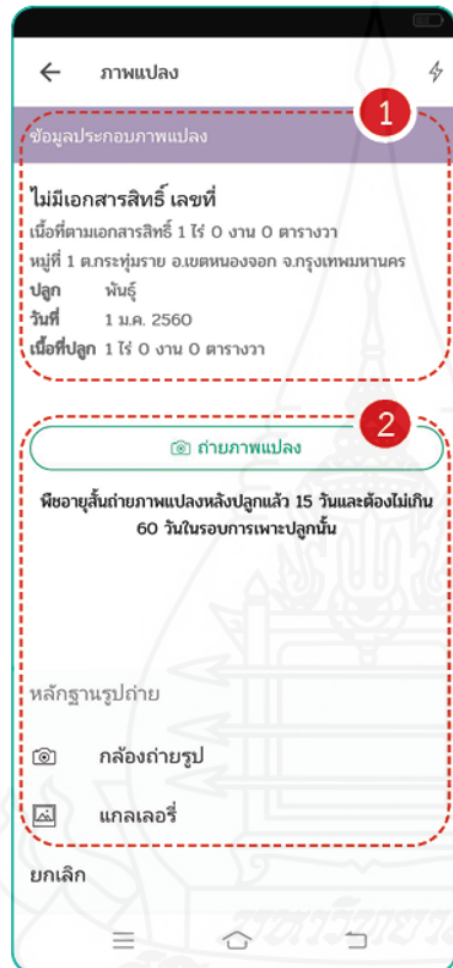 ภาพแปลง
1
ข้อมูลประกอบภาพแปลง
ไม่มีเอกสารสิทธิ์ เลขที่
เนื้อที่ตามเอกสารสิทธิ์ 1 ไร่ 0 งาน 0 ตารางวา
หมู่ที่ 1 ต.กระทุ่มราย อ.เขตหนองจอก จ.กรุงเทพมหานคร
ปลูก พันธุ์
วันที่ 1 ม.ค. 2560
เนื้อที่ปลูก 1 ไร่ 0 งาน 0 ตารางวา
2
ถ่ายภาพแปลง
พืชอายุสั้นถ่ายภาพแปลงหลังปลูกแล้ว 15 วันและต้องไม่เกิน
60 วันในรอบการเพาะปลูกนั้น
หลักฐานรูปถ่าย
กล้องถ่ายรูป
แกลเลอรี่
ยกเลิก